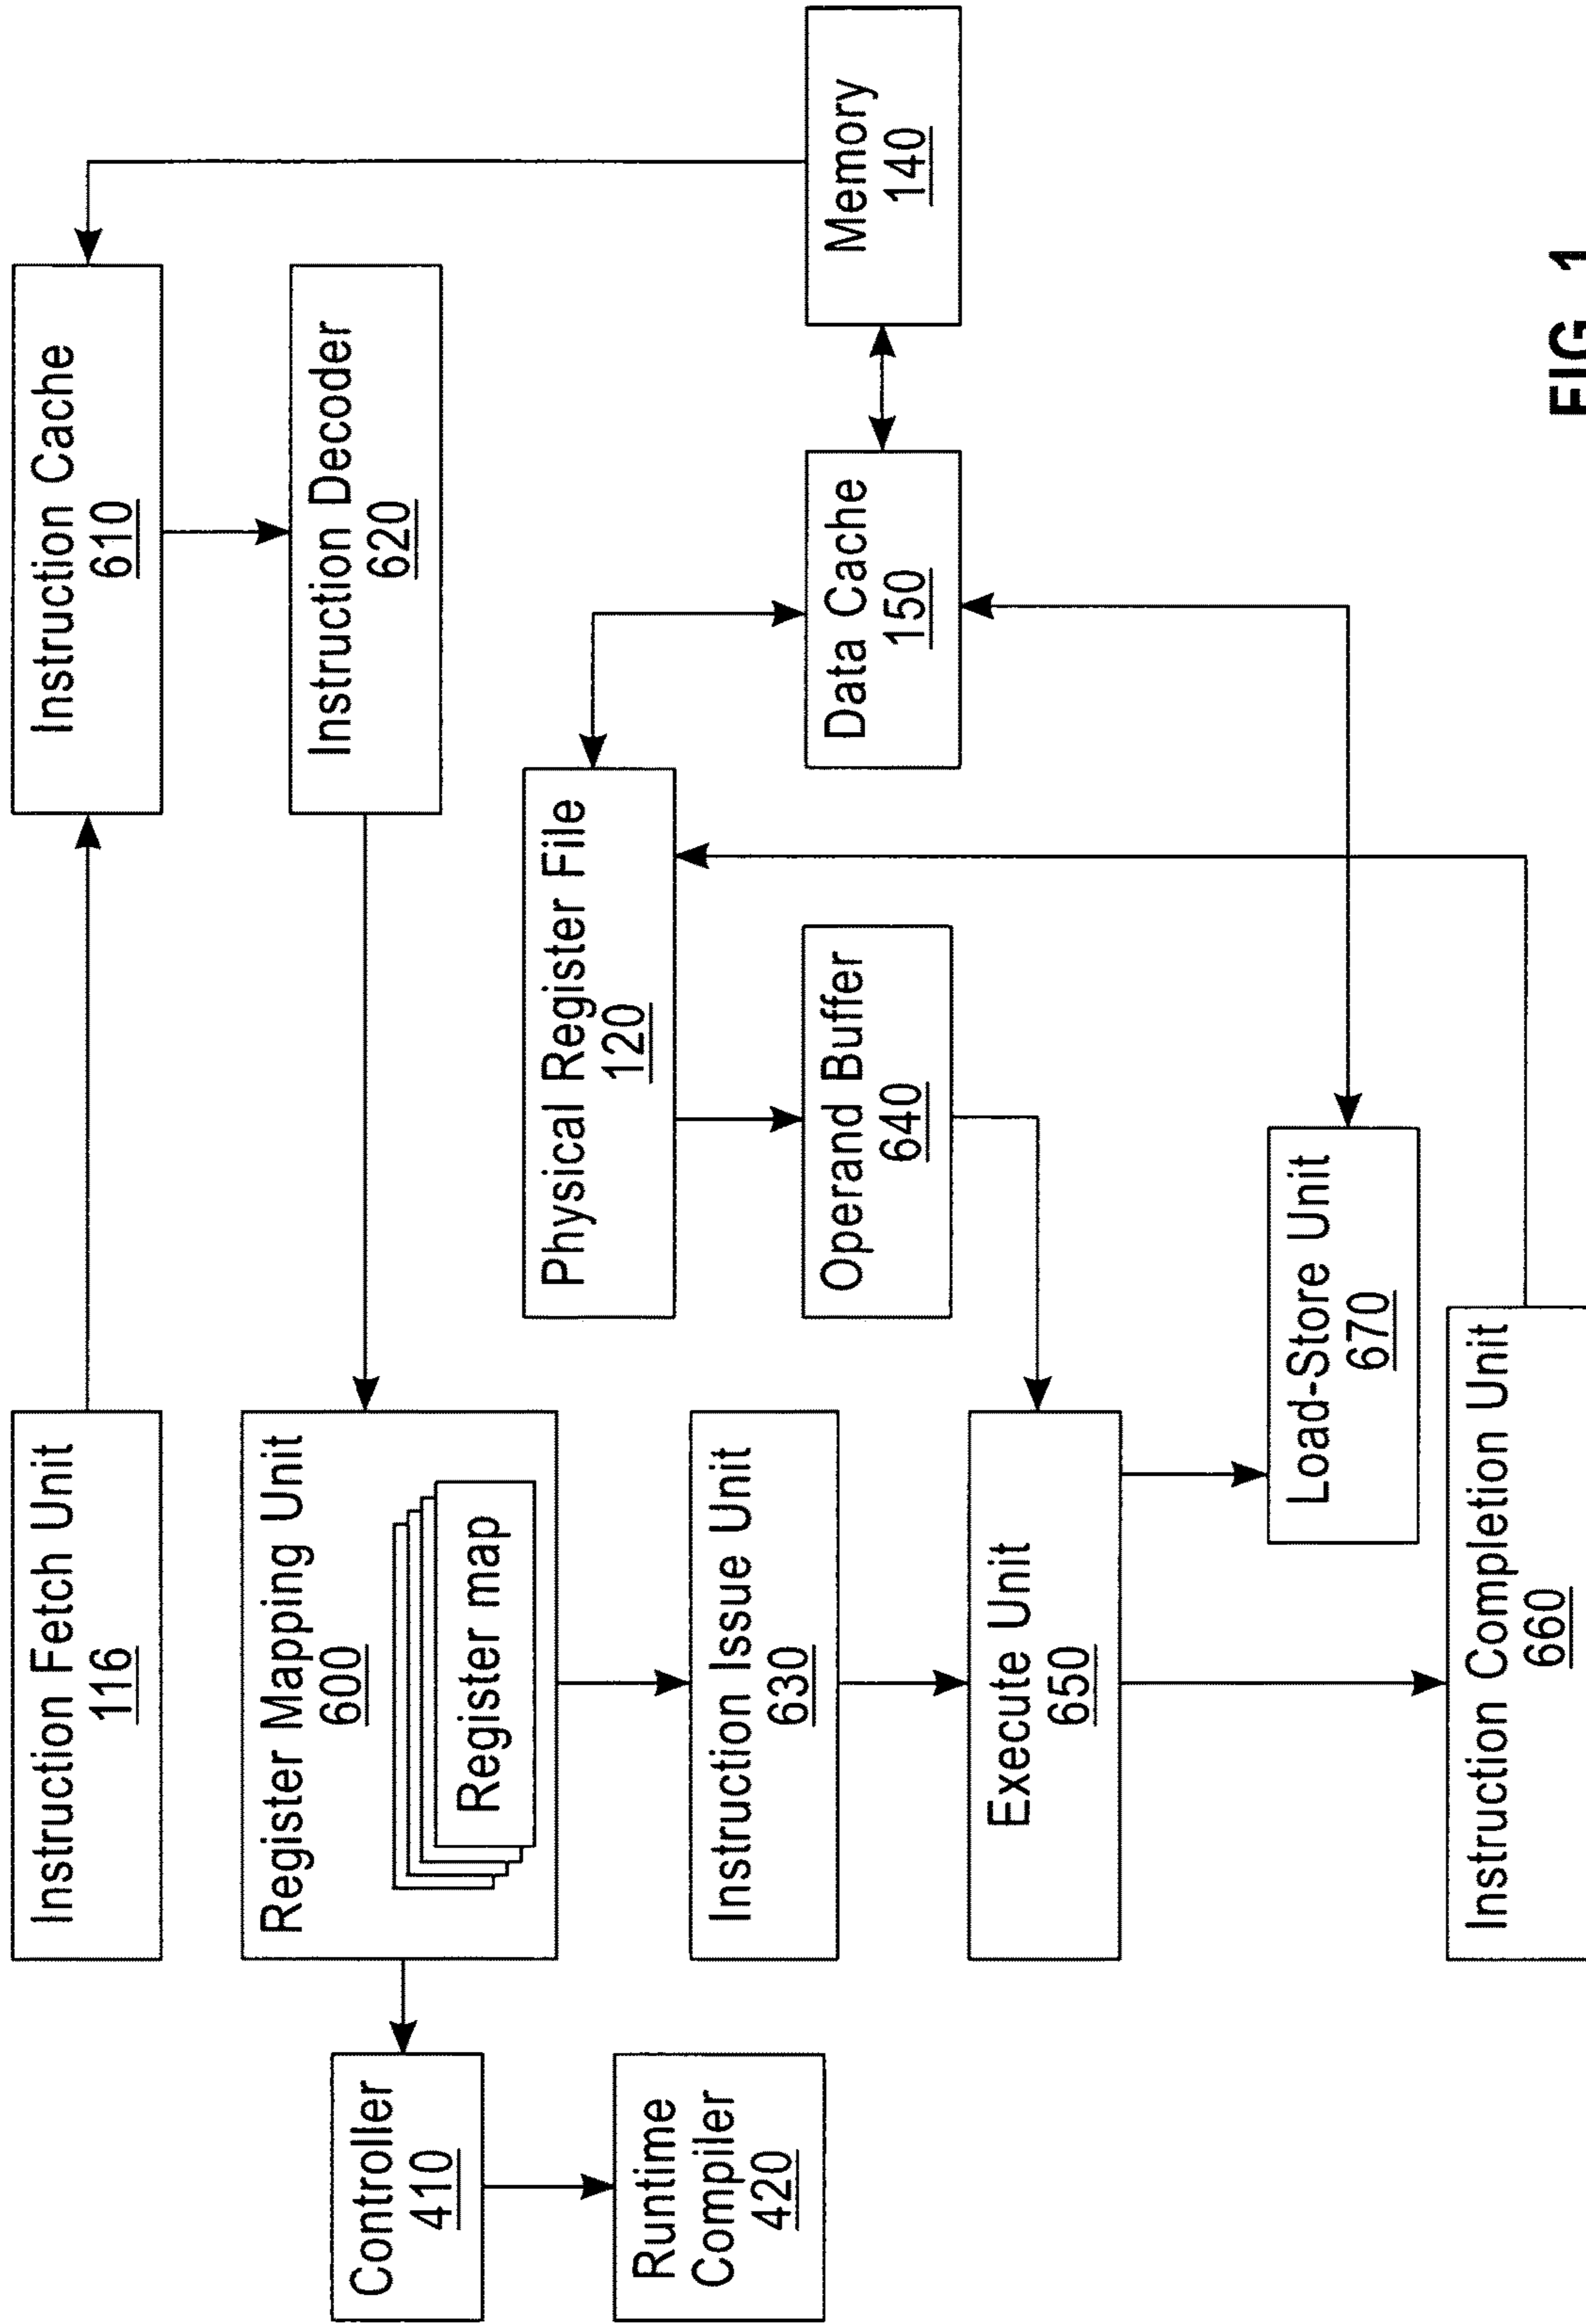 Instruction Fetch Unit
116
Instruction Cache
610
Register Mapping Unit
600
Register map
Instruction Decoder
620
Controller
410
Runtime
Compiler
420
Physical Register File
120
Instruction Issue Unit
630
Operand Buffer
640
Data Cache
150
Memory
140
Execute Unit
650
Load-Store Unit
670
Instruction Completion Unit
660
FIG. 1